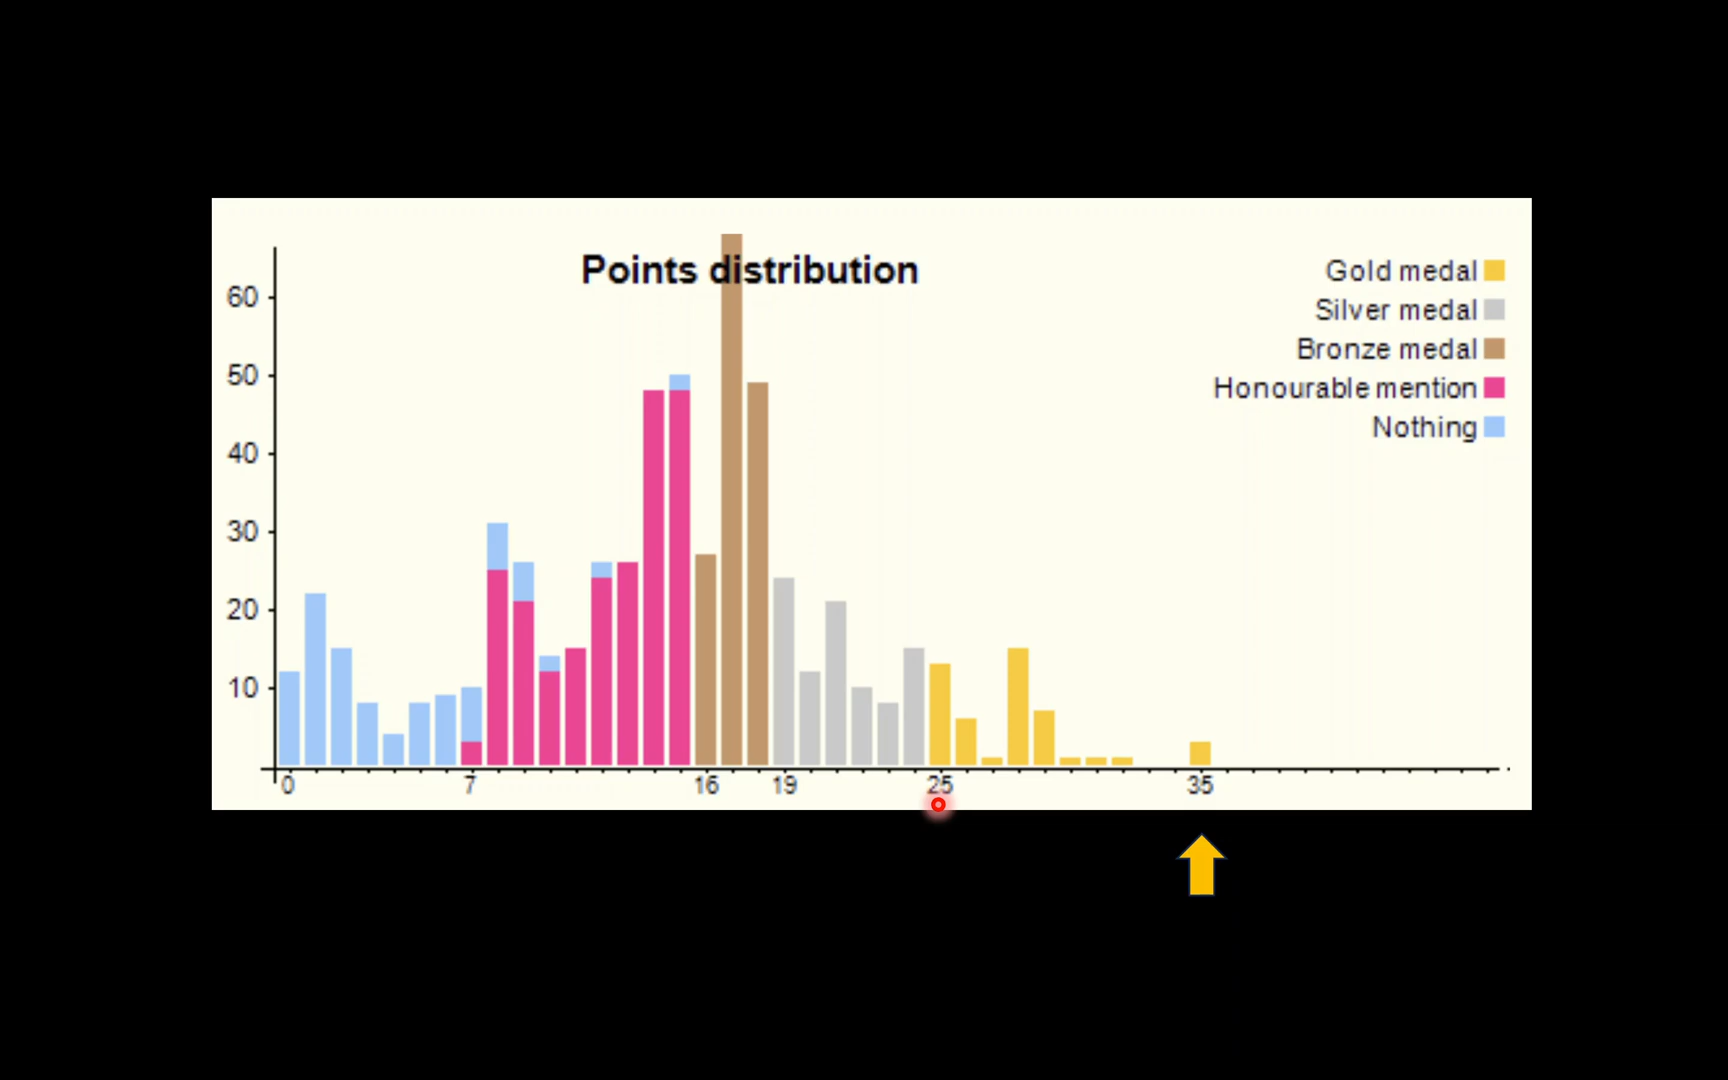 Points distribution
Gold medal
Silver medal
Bronze medal
Honourable mention
Nothing
60
50
40
30
20
10
0 7 16 19 25 35